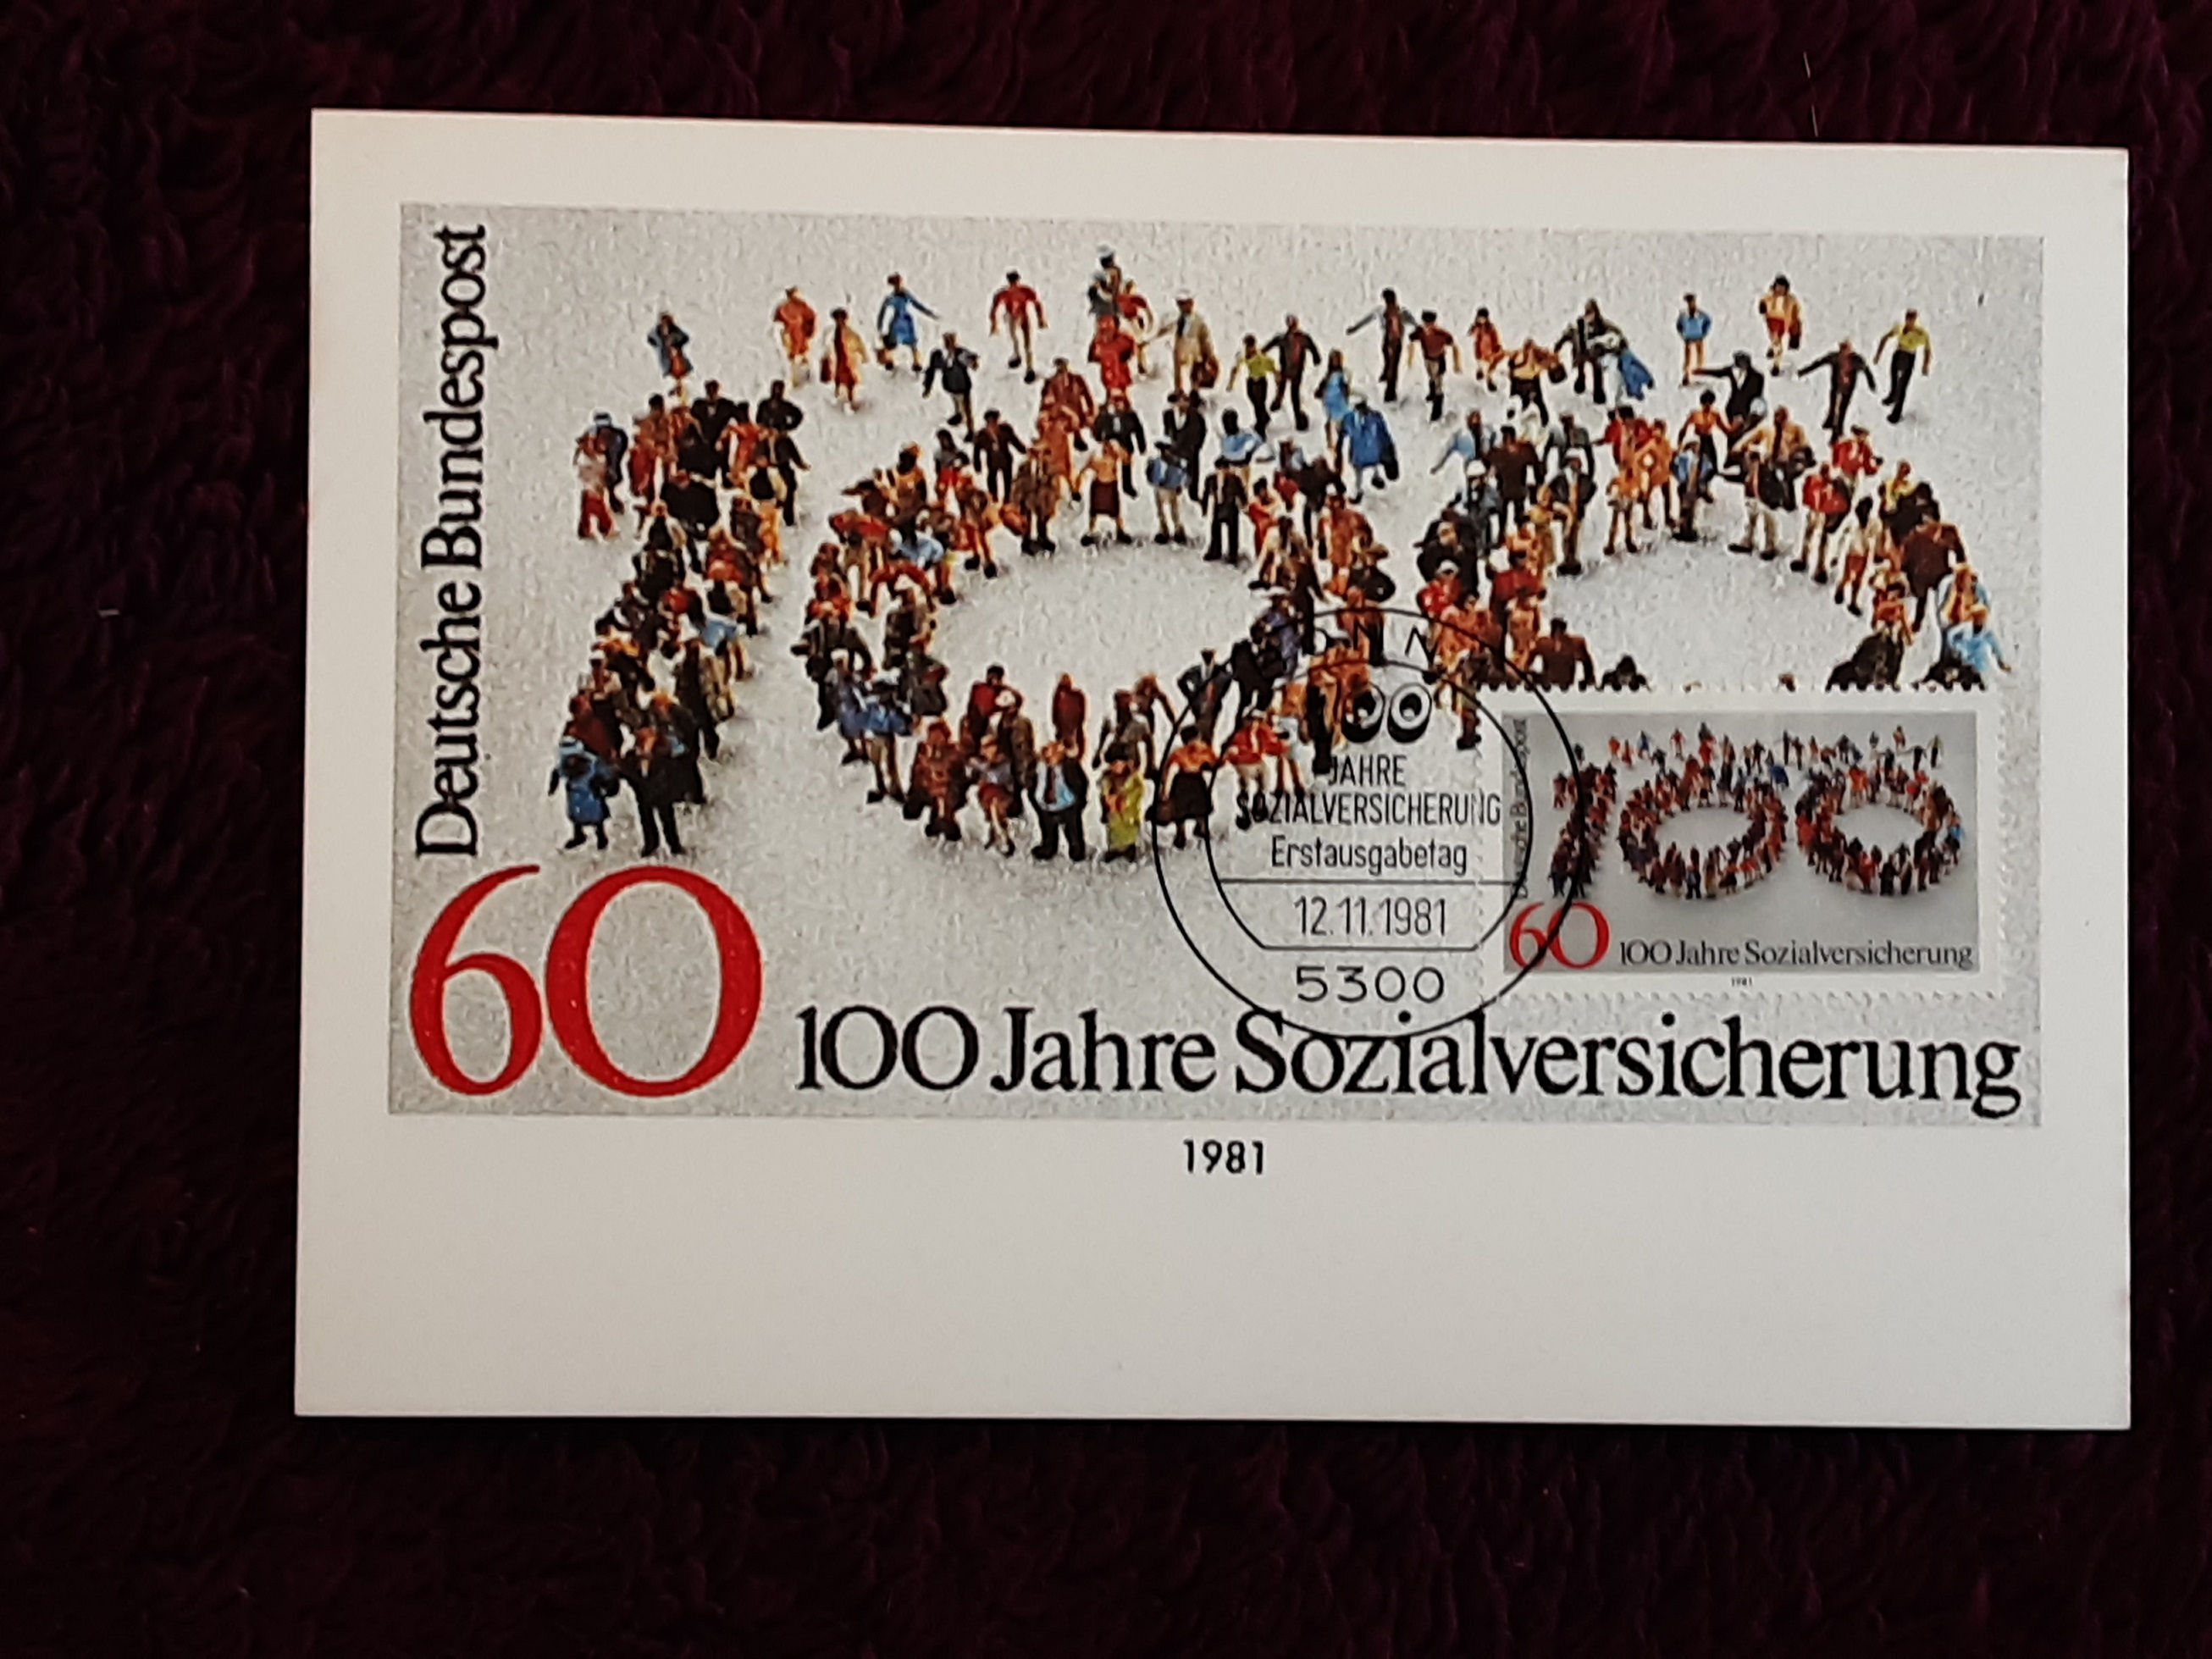 Deutsche Bundespost
60
100 Jahre Sozialversicherung
1981
100
JAHRE
SOZIALVERSICHERUNG
Erstausgabetag
12.11.1981
5300
Deutsche Bundespost
60
100 Jahre Sozialversicherung
1981